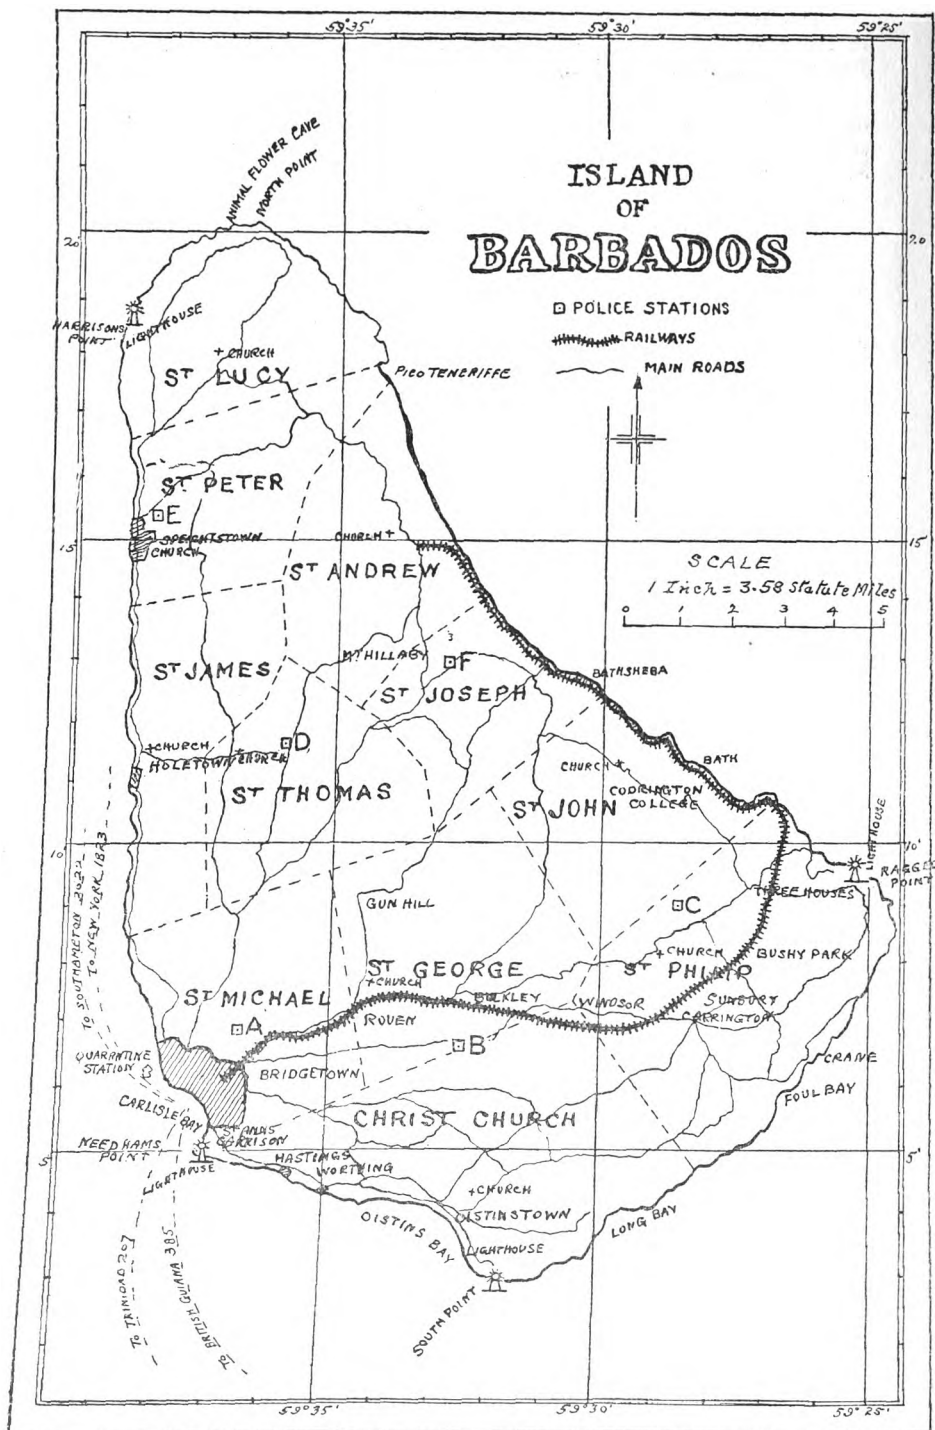 59°35'
59°30'
59°25'
ANIMAL FLOWER CAVE
NORTH POINT
ISLAND
OF
BARBADOS
20'
20'
□ POLICE STATIONS
RAILWAYS
MAIN ROADS
HARRISONS
POINT
LIGHTHOUSE
+CHURCH
ST LUCY
PICO TENERIFFE
ST PETER
□E
SPEIGHTSTOWN
CHURCH
15'
CHURCH+
15'
ST ANDREW
SCALE
1 Inch = 3.58 Statute Miles
0 1 2 3 4 5
ST JAMES
MT HILLABY
3
□F
ST JOSEPH
BATHSHEBA
+CHURCH
HOLETOWN
CHURCH
□D
ST THOMAS
BATH
CHURCH
CODRINGTON
COLLEGE
ST JOHN
LIGHTHOUSE
10'
10'
RAGGED
POINT
THREE HOUSES
TO SOUTHAMPTON
TO NEW YORK 1823
GUN HILL
□C
+CHURCH
BUSHY PARK
ST PHILIP
ST GEORGE
+CHURCH
ST MICHAEL
BULKLEY
WINDSOR
SUNBURY
CARRINGTON
□A
ROUEN
□B
QUARANTINE
STATION
BRIDGETOWN
CRANE
FOUL BAY
CARLISLE BAY
CHRIST CHURCH
ST ANNS
GARRISON
NEEDHAMS
POINT
5'
5'
LIGHTHOUSE
HASTINGS
WORTHING
+CHURCH
OISTINSTOWN
OISTINS BAY
LONG BAY
LIGHTHOUSE
SOUTH POINT
TO TRINIDAD 207
TO BRITISH GUIANA 385
59°35'
59°30'
59°25'